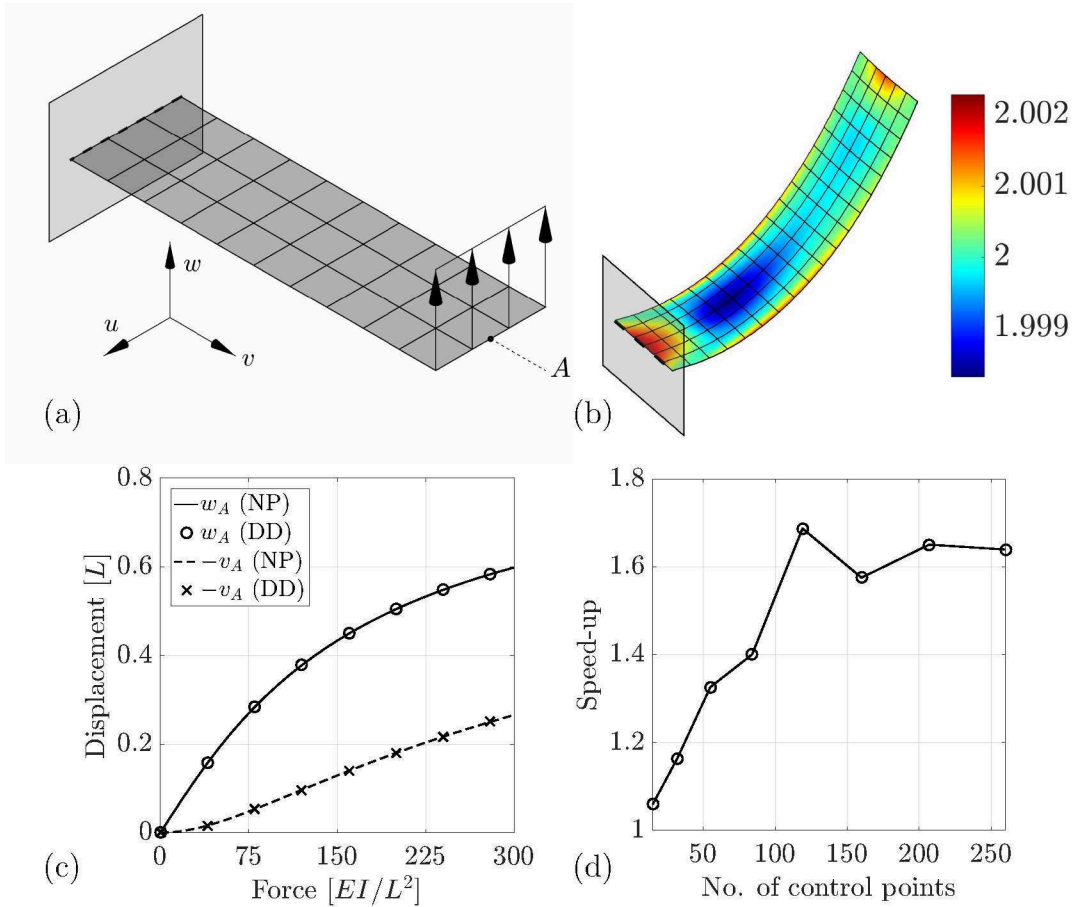 w
u
v
A
(a)
2.002
2.001
2
1.999
(b)
0.8
0.6
0.4
0.2
0
Displacement [L]
w_A (NP)
w_A (DD)
−v_A (NP)
−v_A (DD)
0 75 150 225 300
Force [EI/L²]
(c)
1.8
1.6
1.4
1.2
1
Speed-up
50 100 150 200 250
No. of control points
(d)